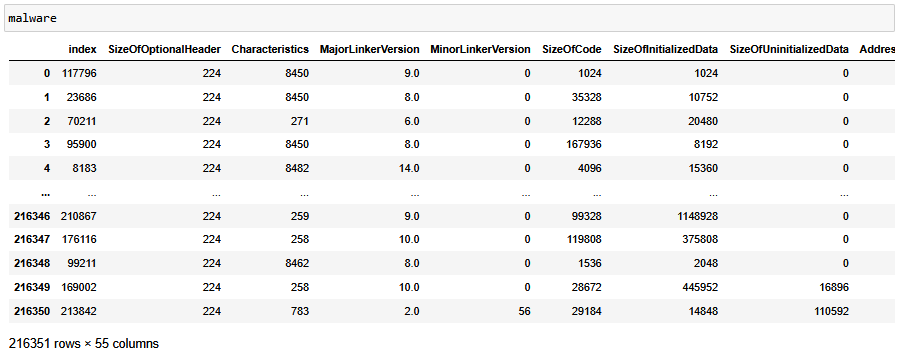 malware
index SizeOfOptionalHeader Characteristics MajorLinkerVersion MinorLinkerVersion SizeOfCode SizeOfInitializedData SizeOfUninitializedData Addres
0 117796 224 8450 9.0 0 1024 1024 0
1 23686 224 8450 8.0 0 35328 10752 0
2 70211 224 271 6.0 0 12288 20480 0
3 95900 224 8450 8.0 0 167936 8192 0
4 8183 224 8482 14.0 0 4096 15360 0
... ... ... ... ... ... ... ... ...
216346 210867 224 259 9.0 0 99328 1148928 0
216347 176116 224 258 10.0 0 119808 375808 0
216348 99211 224 8462 8.0 0 1536 2048 0
216349 169002 224 258 10.0 0 28672 445952 16896
216350 213842 224 783 2.0 56 29184 14848 110592
216351 rows × 55 columns